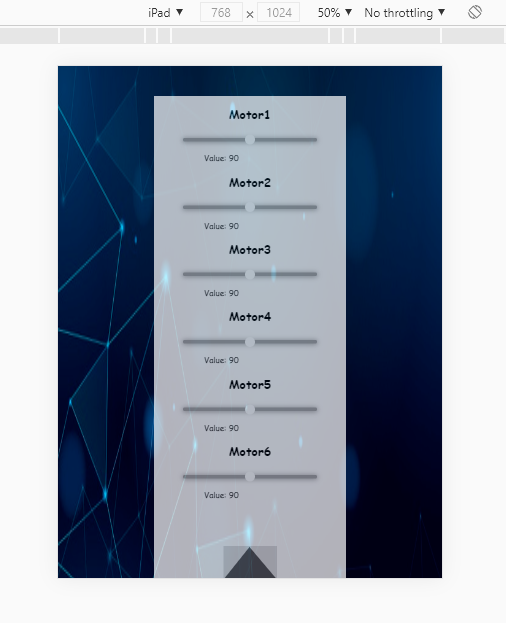 iPad ▼ 768 × 1024 50% ▼ No throttling ▼
Motor1
Value: 90
Motor2
Value: 90
Motor3
Value: 90
Motor4
Value: 90
Motor5
Value: 90
Motor6
Value: 90